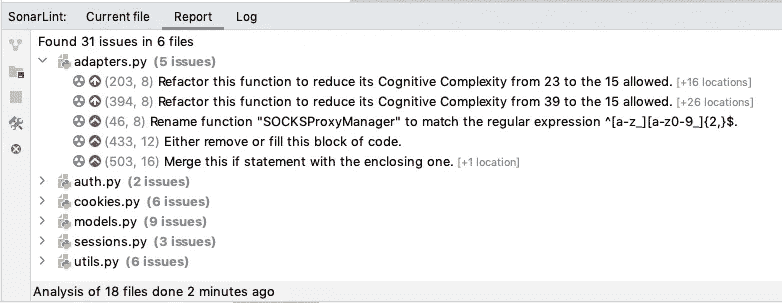 SonarLint: Current file Report Log
Found 31 issues in 6 files
adapters.py (5 issues)
(203, 8) Refactor this function to reduce its Cognitive Complexity from 23 to the 15 allowed. [+16 locations]
(394, 8) Refactor this function to reduce its Cognitive Complexity from 39 to the 15 allowed. [+26 locations]
(46, 8) Rename function "SOCKSProxyManager" to match the regular expression ^[a-z_][a-z0-9_]{2,}$.
(433, 12) Either remove or fill this block of code.
(503, 16) Merge this if statement with the enclosing one. [+1 location]
auth.py (2 issues)
cookies.py (6 issues)
models.py (9 issues)
sessions.py (3 issues)
utils.py (6 issues)
Analysis of 18 files done 2 minutes ago